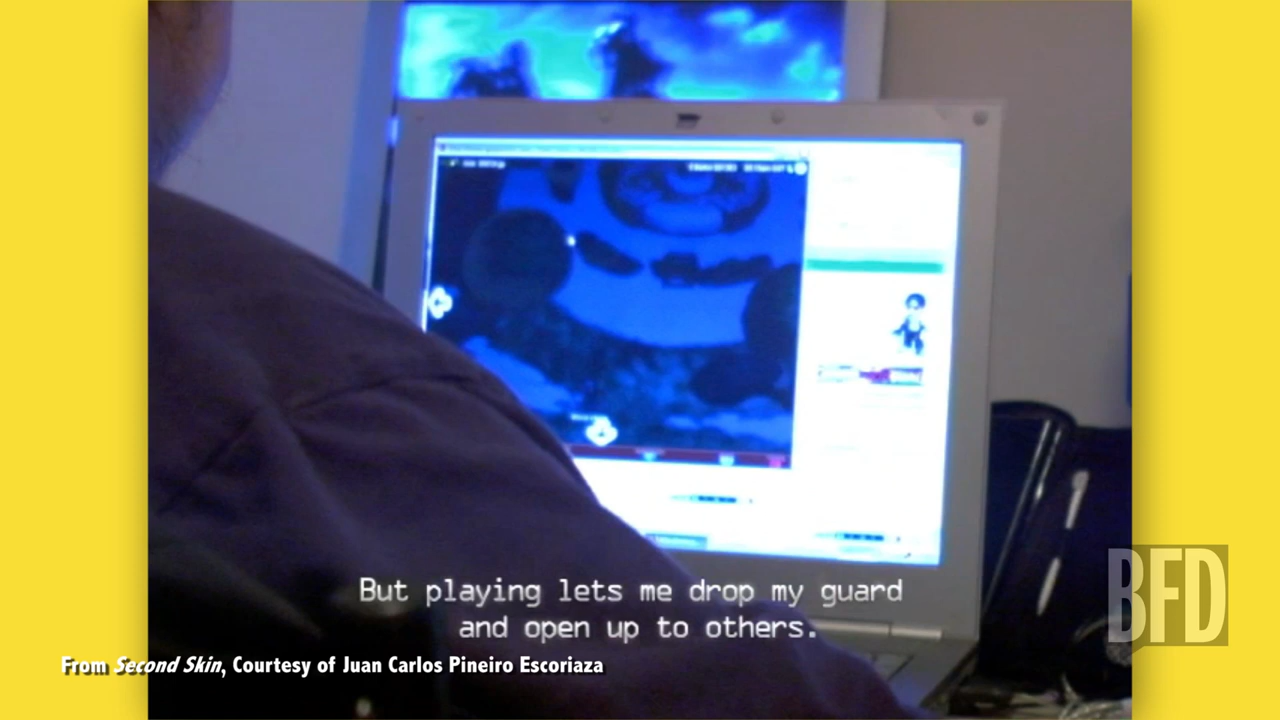 But playing lets me drop my guard
and open up to others.
From Second Skin, Courtesy of Juan Carlos Pineiro Escoriaza
BFD